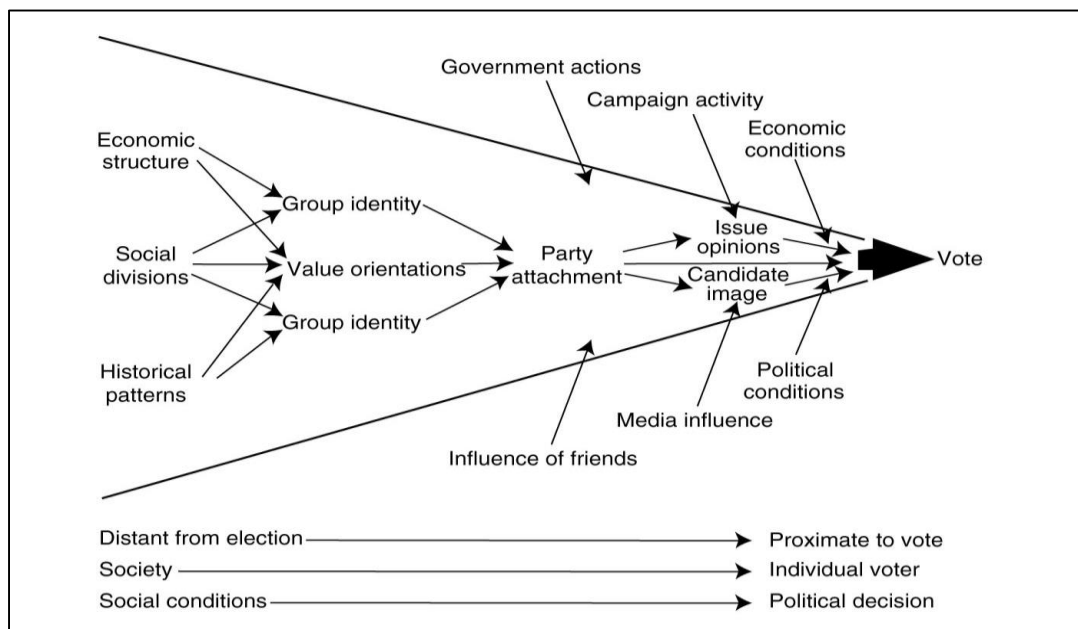 Government actions
Campaign activity
Economic
conditions
Economic
structure
Group identity
Issue
opinions
Social
divisions
Value orientations
Party
attachment
Vote
Candidate
image
Group identity
Historical
patterns
Political
conditions
Media influence
Influence of friends
Distant from election
Proximate to vote
Society
Individual voter
Social conditions
Political decision